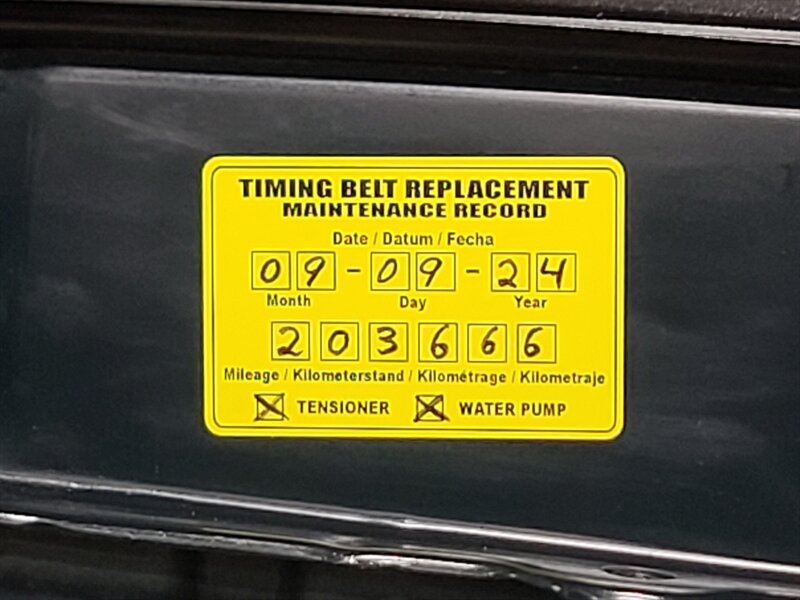 TIMING BELT REPLACEMENT
MAINTENANCE RECORD
Date / Datum / Fecha
09 - 09 - 24
Month Day Year
203666
Mileage / Kilometerstand / Kilométrage / Kilometraje
☒ TENSIONER ☒ WATER PUMP